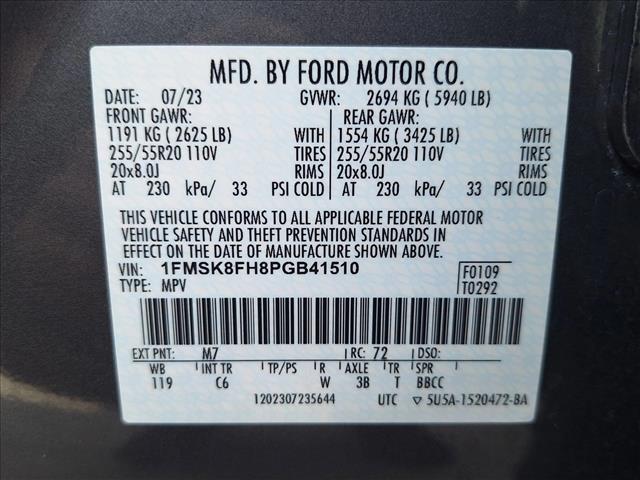 MFD. BY FORD MOTOR CO.
DATE: 07/23 GVWR: 2694 KG ( 5940 LB)
FRONT GAWR: REAR GAWR:
1191 KG ( 2625 LB) WITH 1554 KG ( 3425 LB) WITH
255/55R20 110V TIRES 255/55R20 110V TIRES
20x8.0J RIMS 20x8.0J RIMS
AT 230 kPa/ 33 PSI COLD AT 230 kPa/ 33 PSI COLD
THIS VEHICLE CONFORMS TO ALL APPLICABLE FEDERAL MOTOR
VEHICLE SAFETY AND THEFT PREVENTION STANDARDS IN
EFFECT ON THE DATE OF MANUFACTURE SHOWN ABOVE.
VIN: 1FMSK8FH8PGB41510 F0109
TYPE: MPV T0292
EXT PNT: M7 RC: 72 DSO:
WB INT TR TP/PS R AXLE TR SPR
119 C6 W 3B T BBCC
1202307235644 UTC ▽ 5U5A-1520472-BA